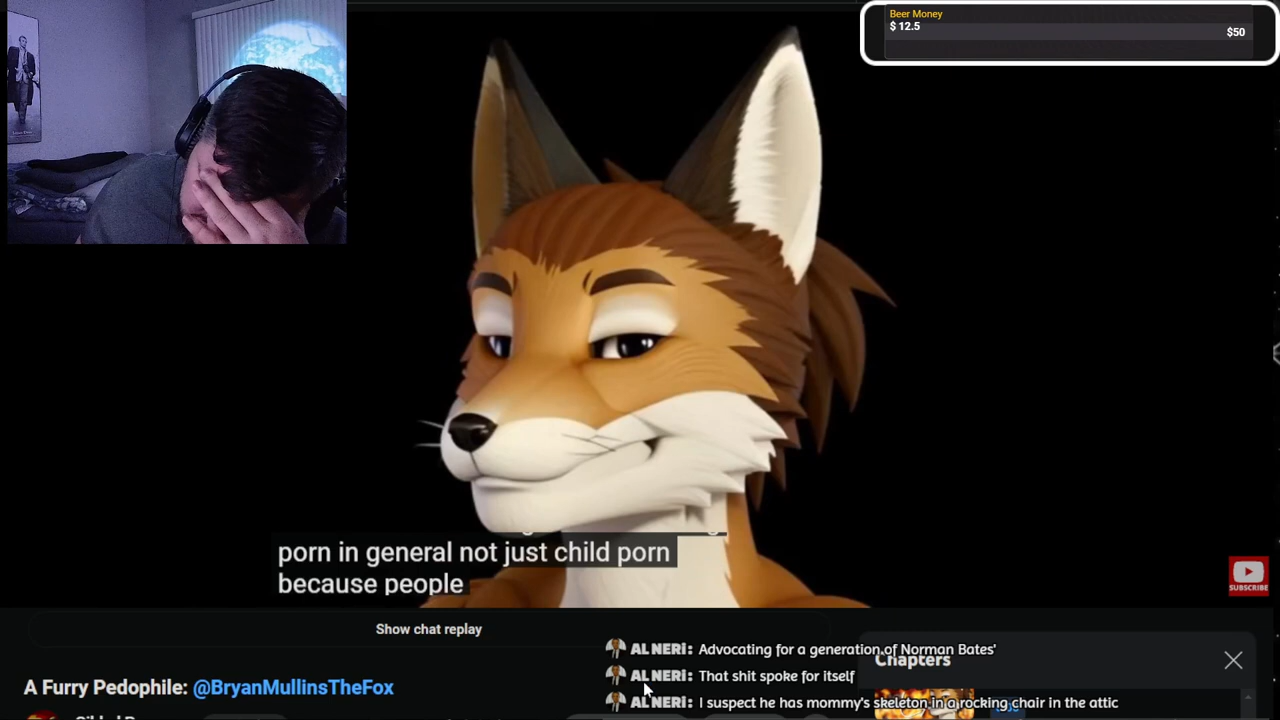 Beer Money
$ 12.5
$50
porn in general not just child porn
because people
SUBSCRIBE
Show chat replay
AL NERI: Advocating for a generation of Norman Bates'
Chapters
AL NERI: That shit spoke for itself
A Furry Pedophile: @BryanMullinsTheFox
AL NERI: I suspect he has mommy's skeleton in a rocking chair in the attic